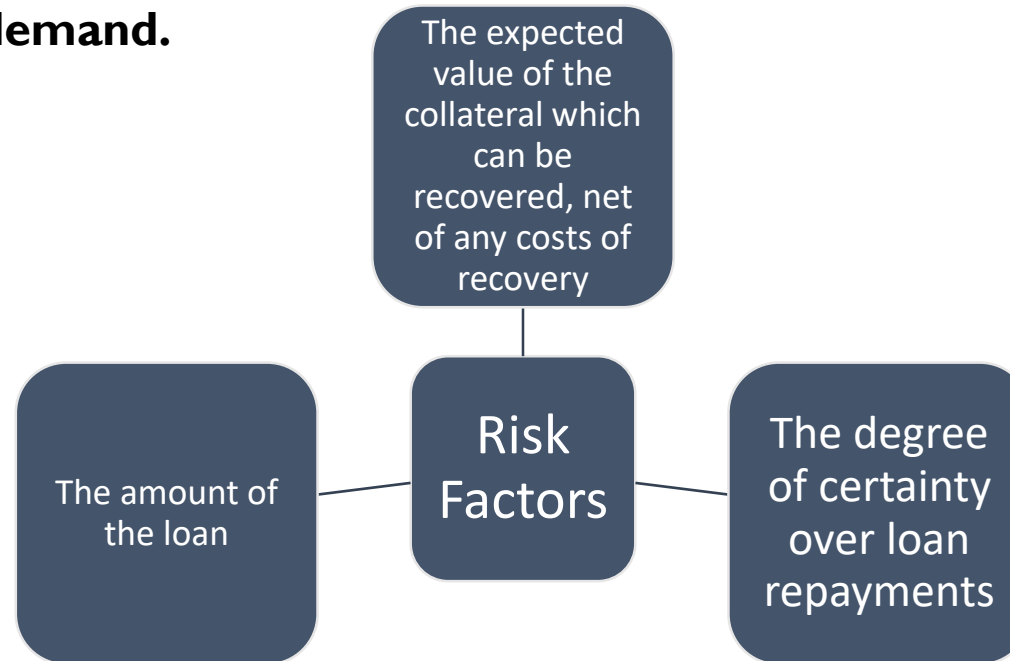 demand.
The expected
value of the
collateral which
can be
recovered, net
of any costs of
recovery
The amount of
the loan
Risk
Factors
The degree
of certainty
over loan
repayments